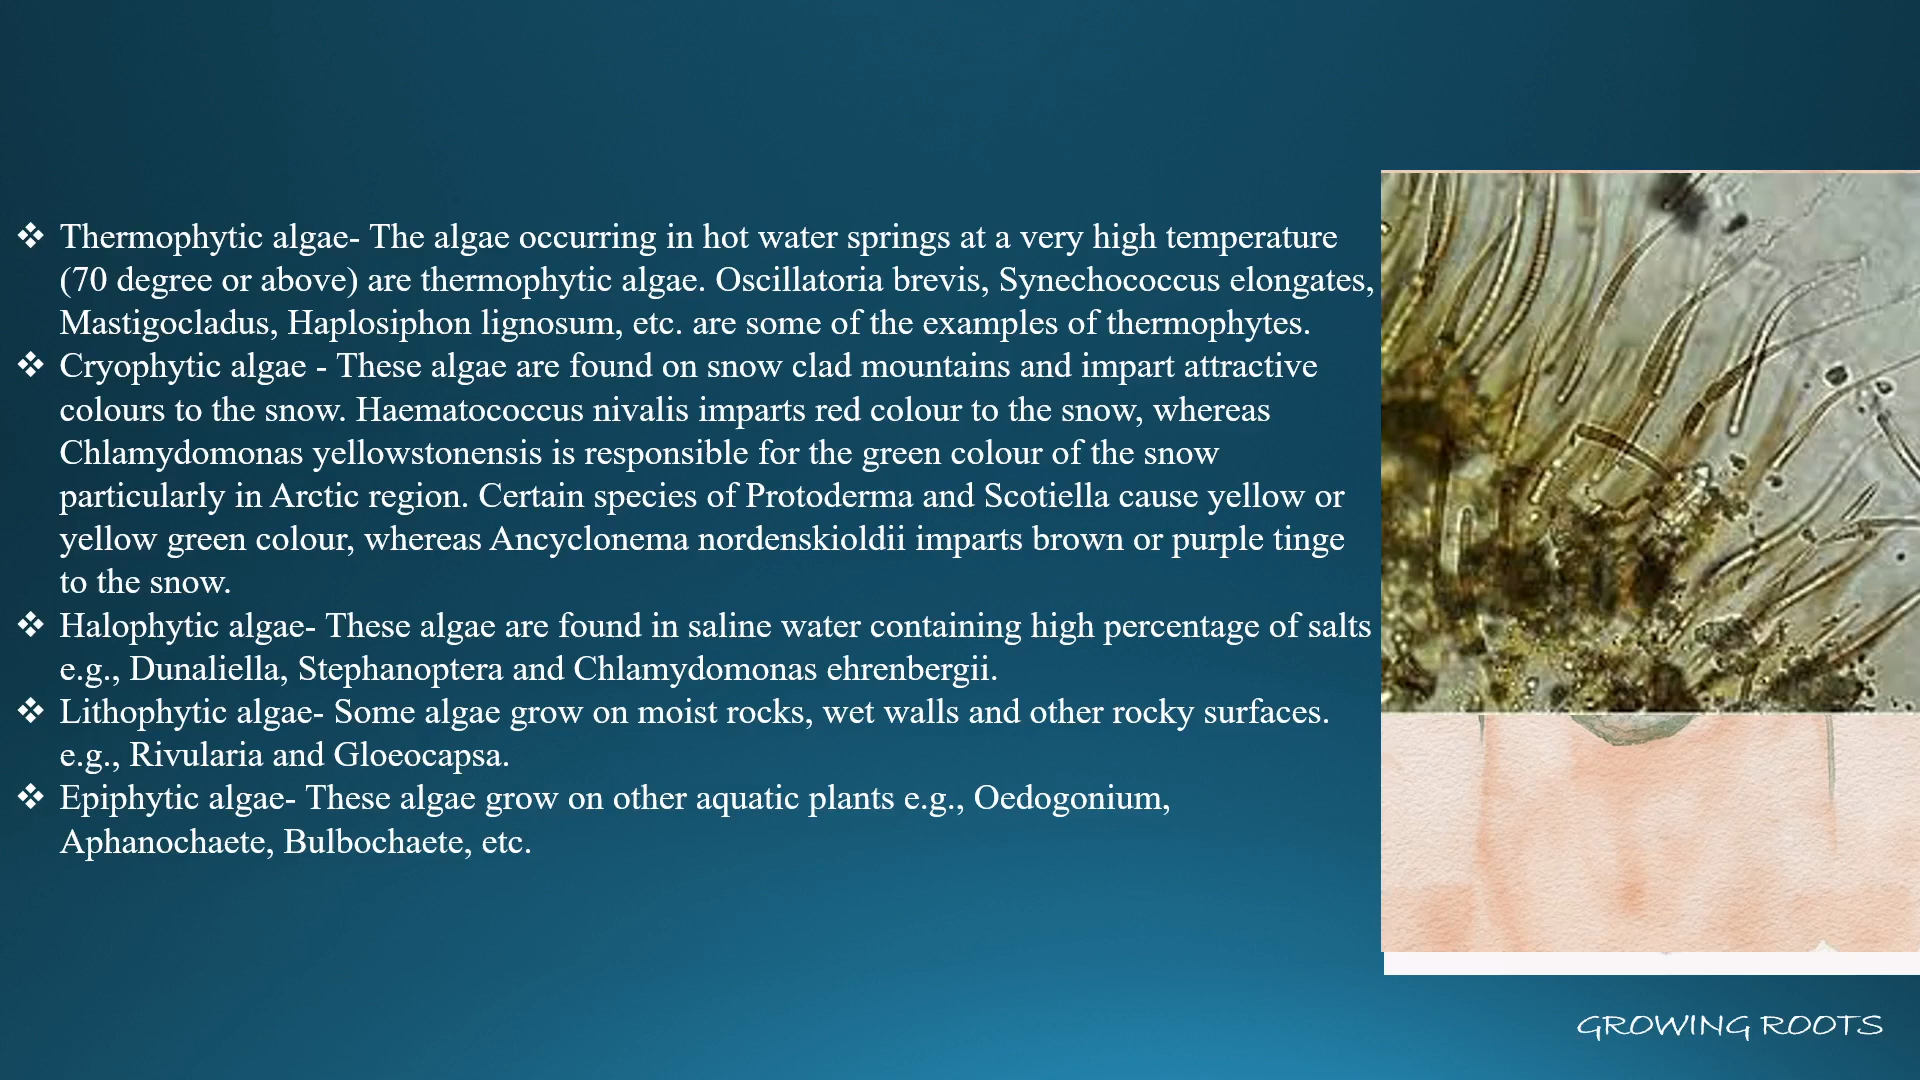 ❖ Thermophytic algae- The algae occurring in hot water springs at a very high temperature
(70 degree or above) are thermophytic algae. Oscillatoria brevis, Synechococcus elongates,
Mastigocladus, Haplosiphon lignosum, etc. are some of the examples of thermophytes.
❖ Cryophytic algae - These algae are found on snow clad mountains and impart attractive
colours to the snow. Haematococcus nivalis imparts red colour to the snow, whereas
Chlamydomonas yellowstonensis is responsible for the green colour of the snow
particularly in Arctic region. Certain species of Protoderma and Scotiella cause yellow or
yellow green colour, whereas Ancyclonema nordenskioldii imparts brown or purple tinge
to the snow.
❖ Halophytic algae- These algae are found in saline water containing high percentage of salts
e.g., Dunaliella, Stephanoptera and Chlamydomonas ehrenbergii.
❖ Lithophytic algae- Some algae grow on moist rocks, wet walls and other rocky surfaces.
e.g., Rivularia and Gloeocapsa.
❖ Epiphytic algae- These algae grow on other aquatic plants e.g., Oedogonium,
Aphanochaete, Bulbochaete, etc.
GROWING ROOTS